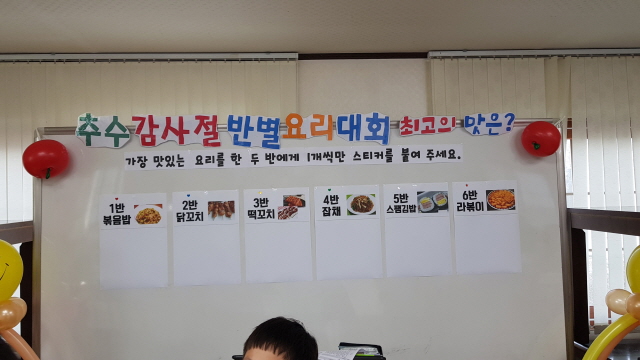 추수감사절 반별요리대회 최고의 맛은?
가장 맛있는 요리를 한 두 반에게 1개씩만 스티커를 붙여 주세요.
1반
볶음밥
2반
닭꼬치
3반
떡꼬치
4반
잡채
5반
스팸김밥
6반
라볶이